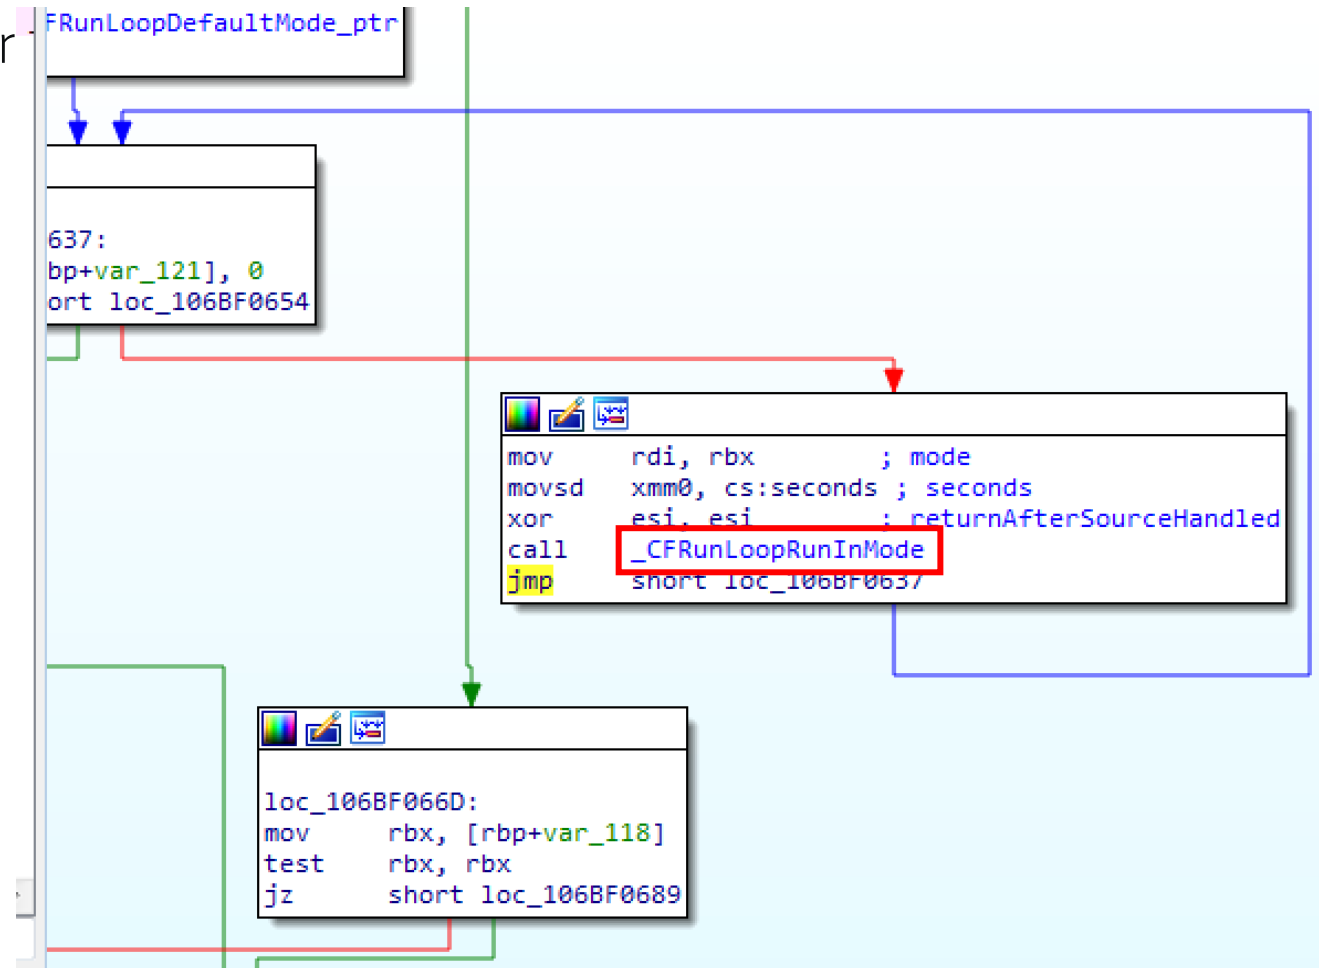 r
FRunLoopDefaultMode_ptr
637:
bp+var_121], 0
ort loc_106BF0654
mov rdi, rbx ; mode
movsd xmm0, cs:seconds ; seconds
xor esi, esi ; returnAfterSourceHandled
call _CFRunLoopRunInMode
jmp short loc_106BF0637
loc_106BF066D:
mov rbx, [rbp+var_118]
test rbx, rbx
jz short loc_106BF0689